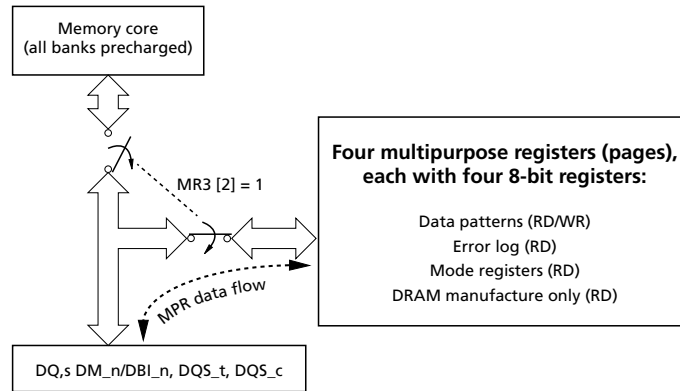 Memory core
(all banks precharged)
MR3 [2] = 1
Four multipurpose registers (pages),
each with four 8-bit registers:
Data patterns (RD/WR)
Error log (RD)
Mode registers (RD)
DRAM manufacture only (RD)
MPR data flow
DQ,s DM_n/DBI_n, DQS_t, DQS_c